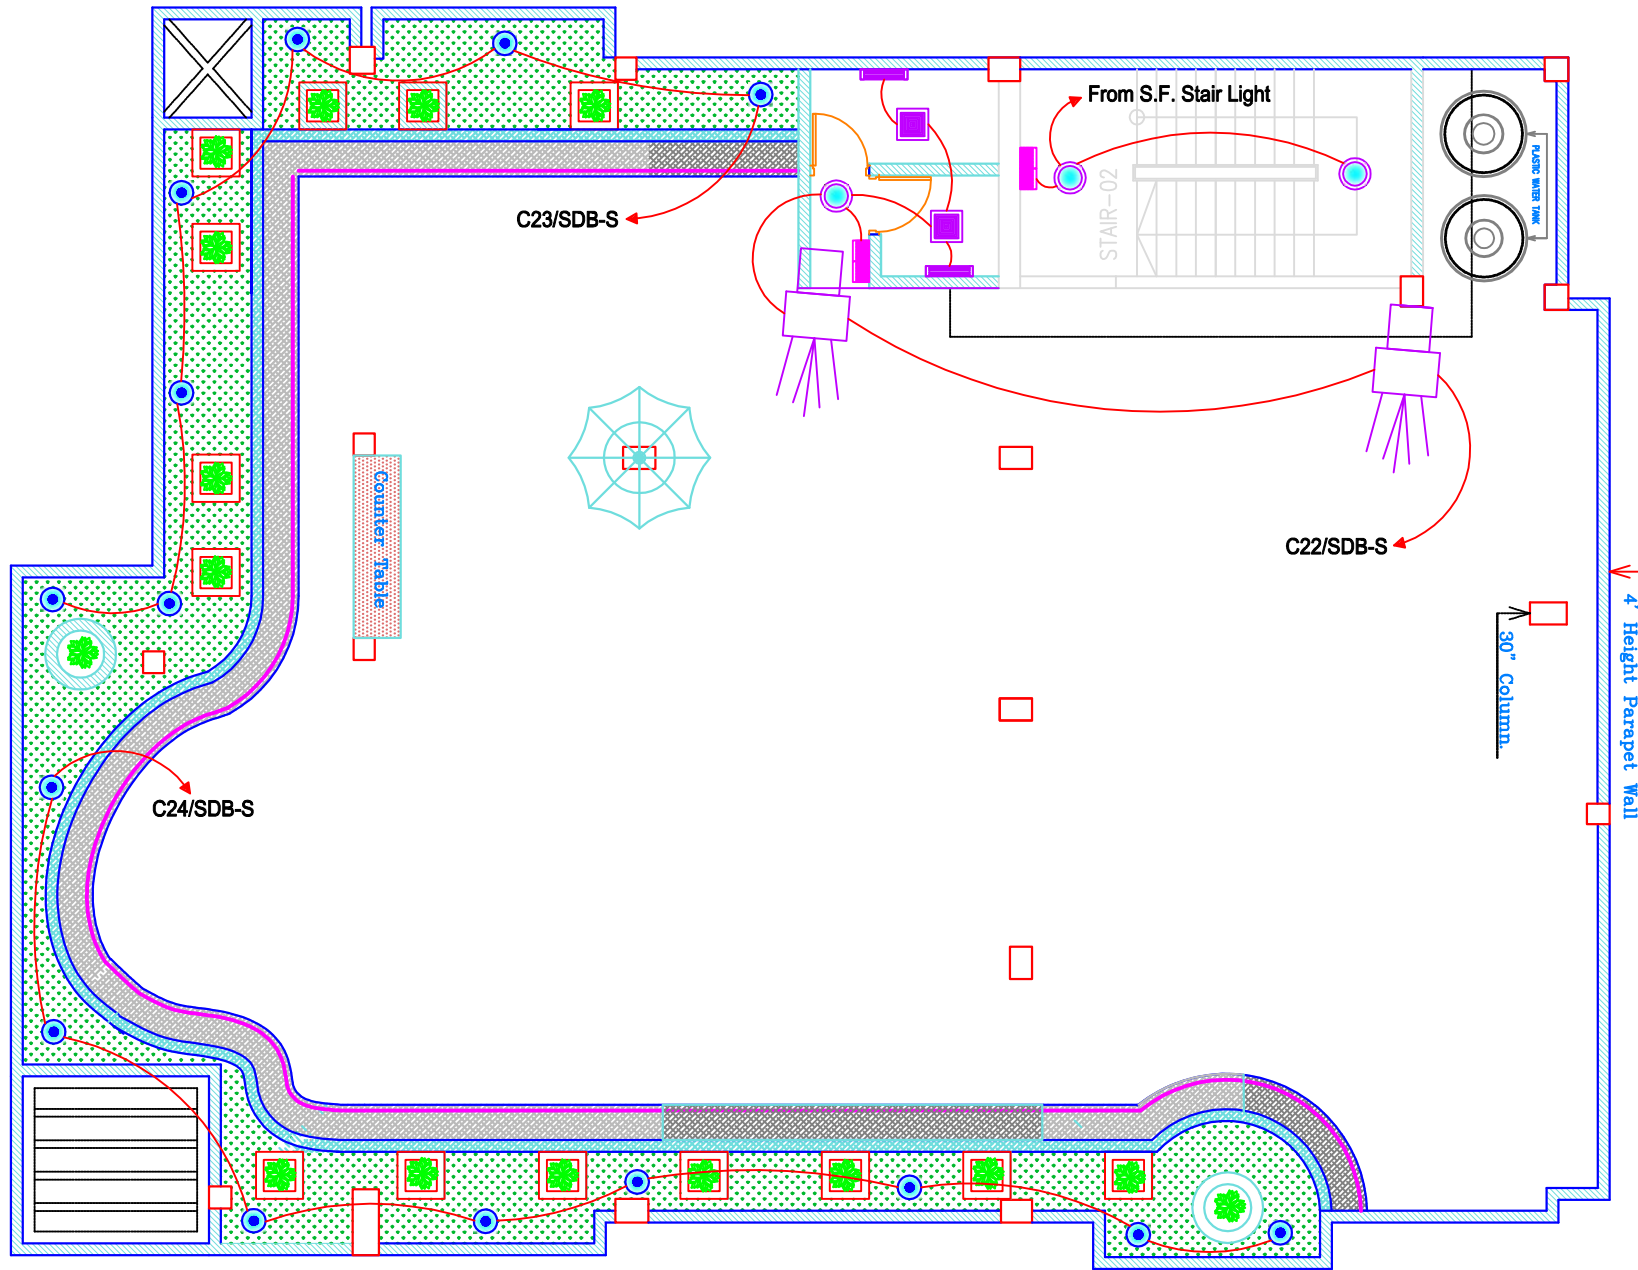 From S.F. Stair Light
PLASTIC WATER TANK
STAIR-02
C23/SDB-S
Counter Table
C22/SDB-S
4' Height Parapet Wall
30" Column.
C24/SDB-S